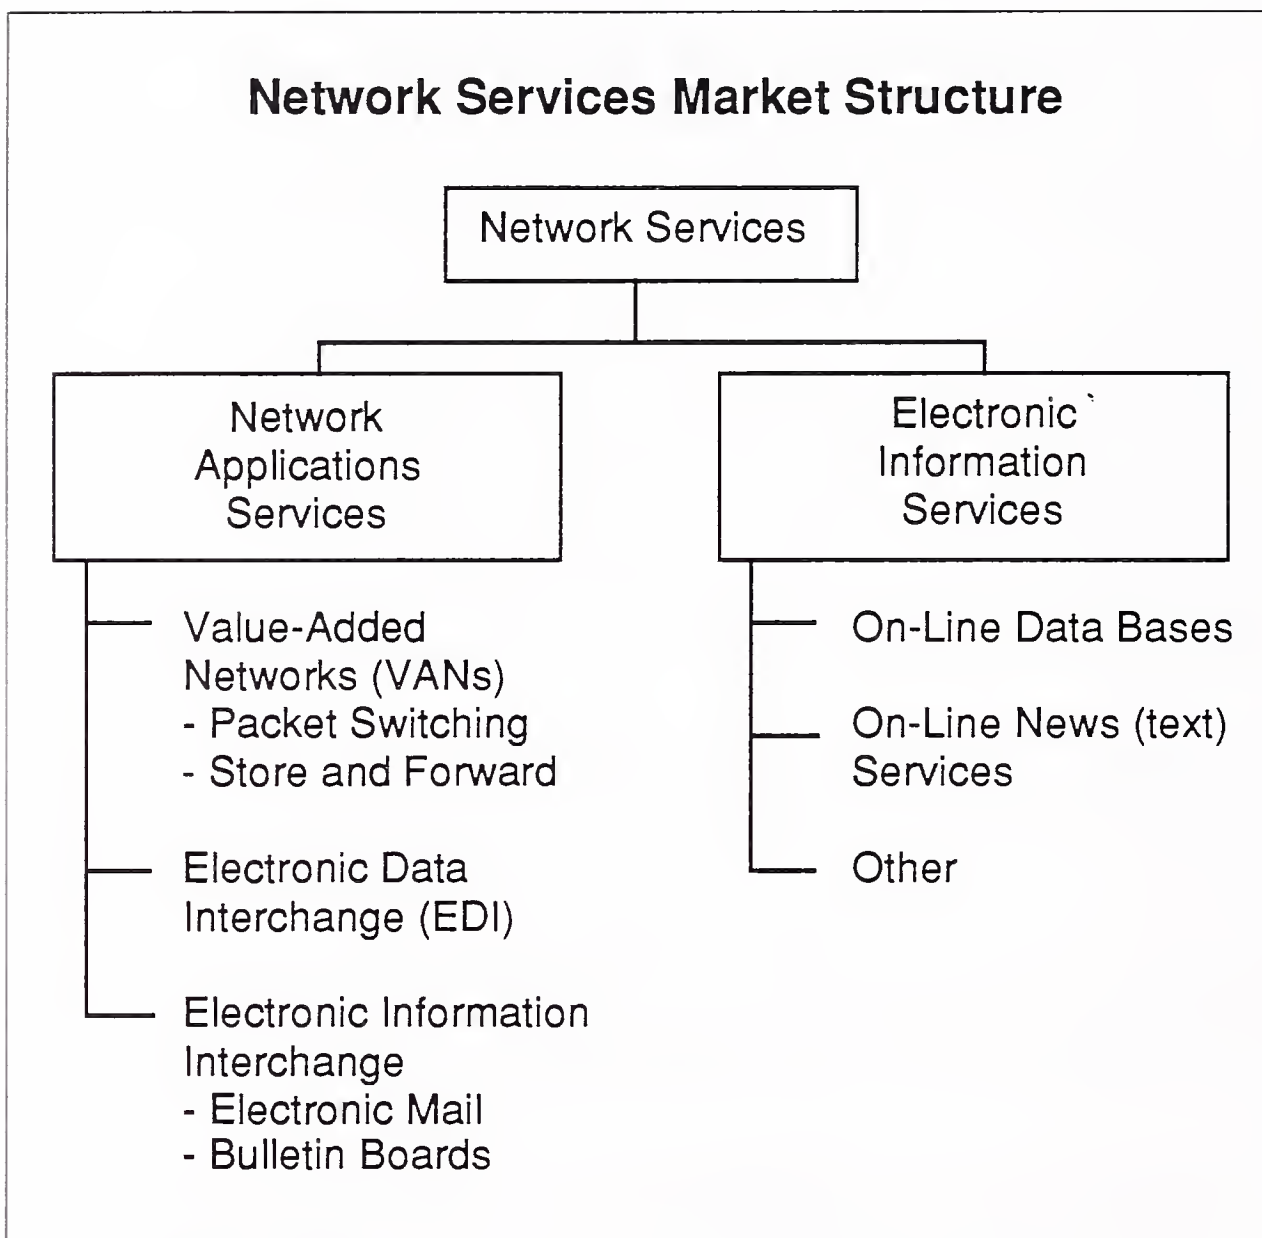 Network Services Market Structure
Network Services
Network
Applications
Services
Value-Added
Networks (VANs)
- Packet Switching
- Store and Forward
Electronic Data
Interchange (EDI)
Electronic Information
Interchange
- Electronic Mail
- Bulletin Boards
Electronic
Information
Services
On-Line Data Bases
On-Line News (text)
Services
Other